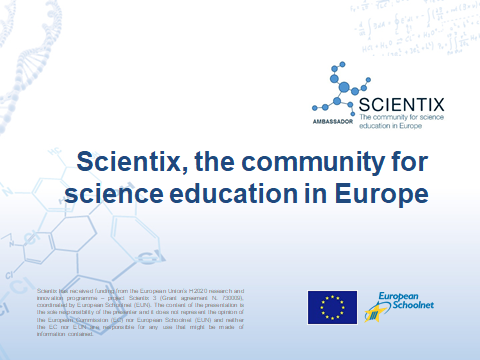 SCIENTIX
The community for science
education in Europe
AMBASSADOR
Scientix, the community for
science education in Europe
Scientix has received funding from the European Union's H2020 research and
innovation programme – project Scientix 3 (Grant agreement N. 730009),
coordinated by European Schoolnet (EUN). The content of the presentation is
the sole responsibility of the presenter and it does not represent the opinion of
the European Commission (EC) nor European Schoolnet (EUN) and neither
the EC nor EUN are responsible for any use that might be made of
information contained.
European
Schoolnet